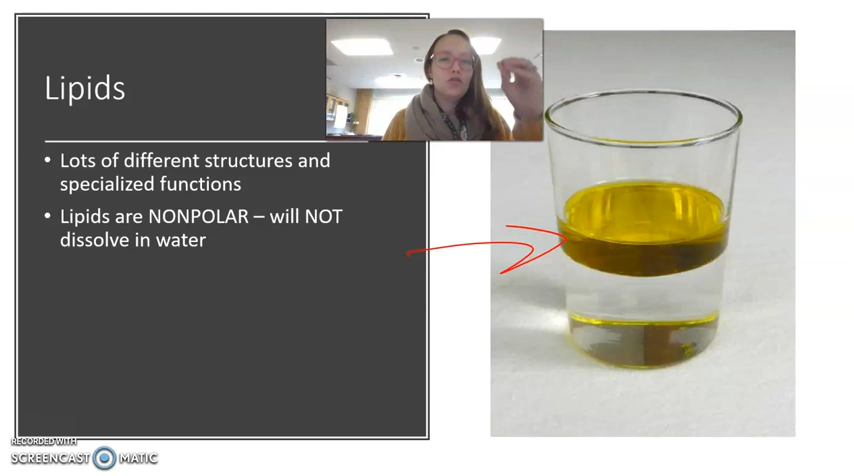 Lipids
• Lots of different structures and
specialized functions
• Lipids are NONPOLAR – will NOT
dissolve in water
RECORDED WITH
SCREENCAST MATIC